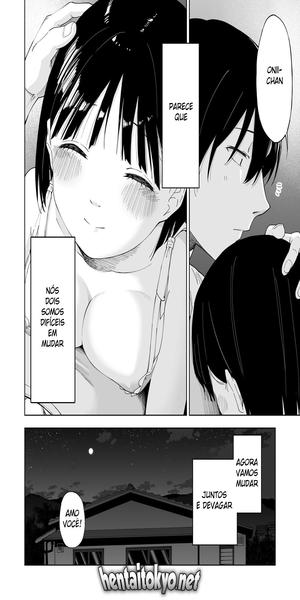 ONII-
CHAN
PARECE
QUE
NÓS
DOIS
SOMOS
DIFÍCEIS
EM
MUDAR
AGORA
VAMOS
MUDAR
JUNTOS
E DEVAGAR
AMO
VOCÊ!
hentaitokyo.net